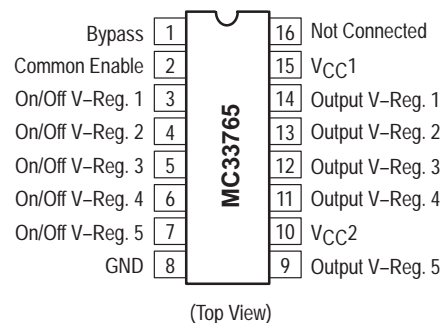 Bypass 1 16 Not Connected
Common Enable 2 15 VCC1
On/Off V–Reg. 1 3 14 Output V–Reg. 1
On/Off V–Reg. 2 4 13 Output V–Reg. 2
On/Off V–Reg. 3 5 12 Output V–Reg. 3
On/Off V–Reg. 4 6 11 Output V–Reg. 4
On/Off V–Reg. 5 7 10 VCC2
GND 8 9 Output V–Reg. 5
MC33765
(Top View)